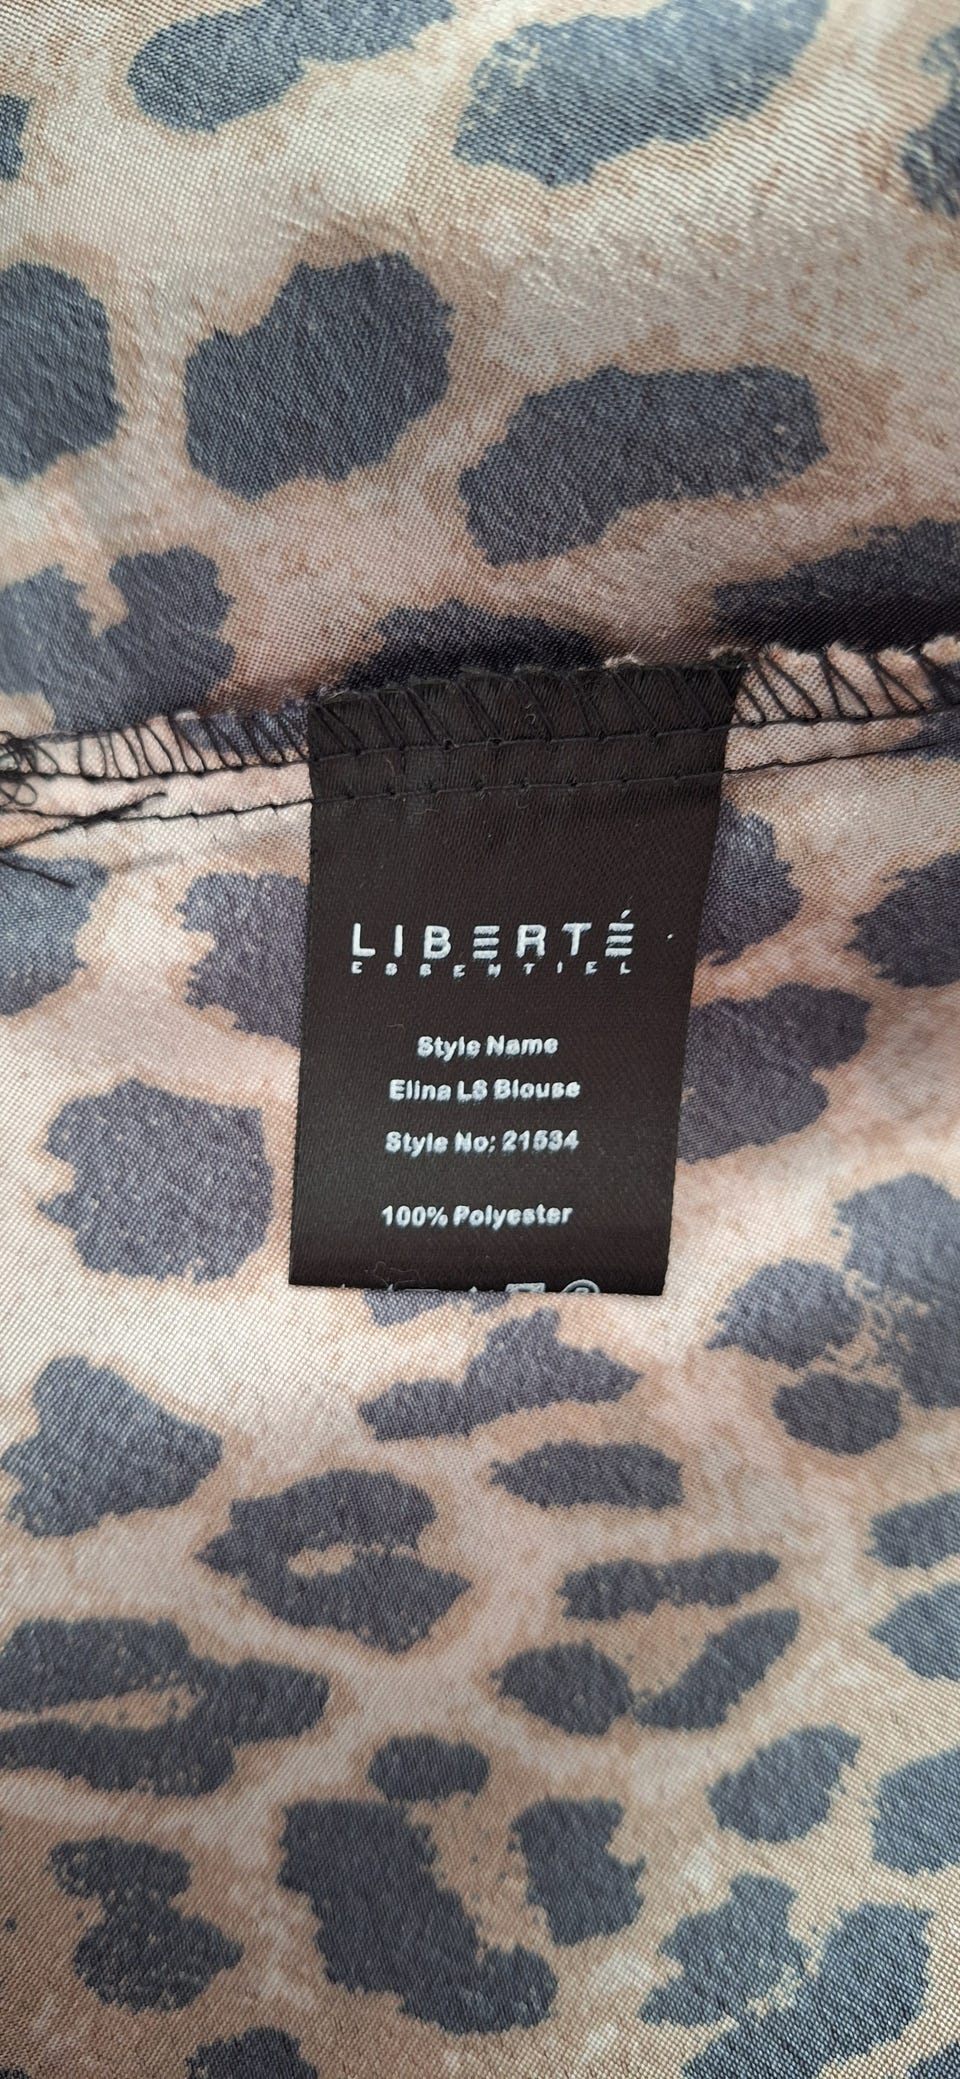 LIBERTÉ
ESSENTIEL
Style Name
Elina LS Blouse
Style No: 21534
100% Polyester